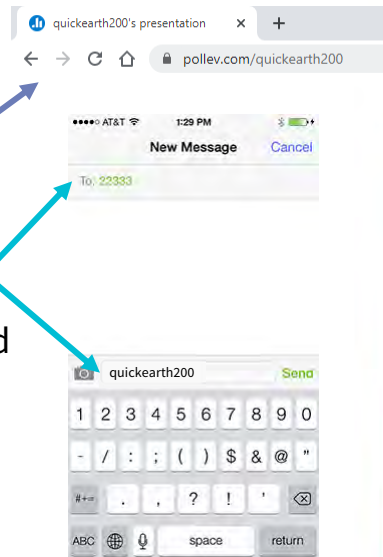 quickearth200's presentation × +
pollev.com/quickearth200
AT&T 1:29 PM
New Message Cancel
To: 22333
d
quickearth200 Send
1 2 3 4 5 6 7 8 9 0
- / : ; ( ) $ & @ "
#+= . , ? ! '
ABC space return